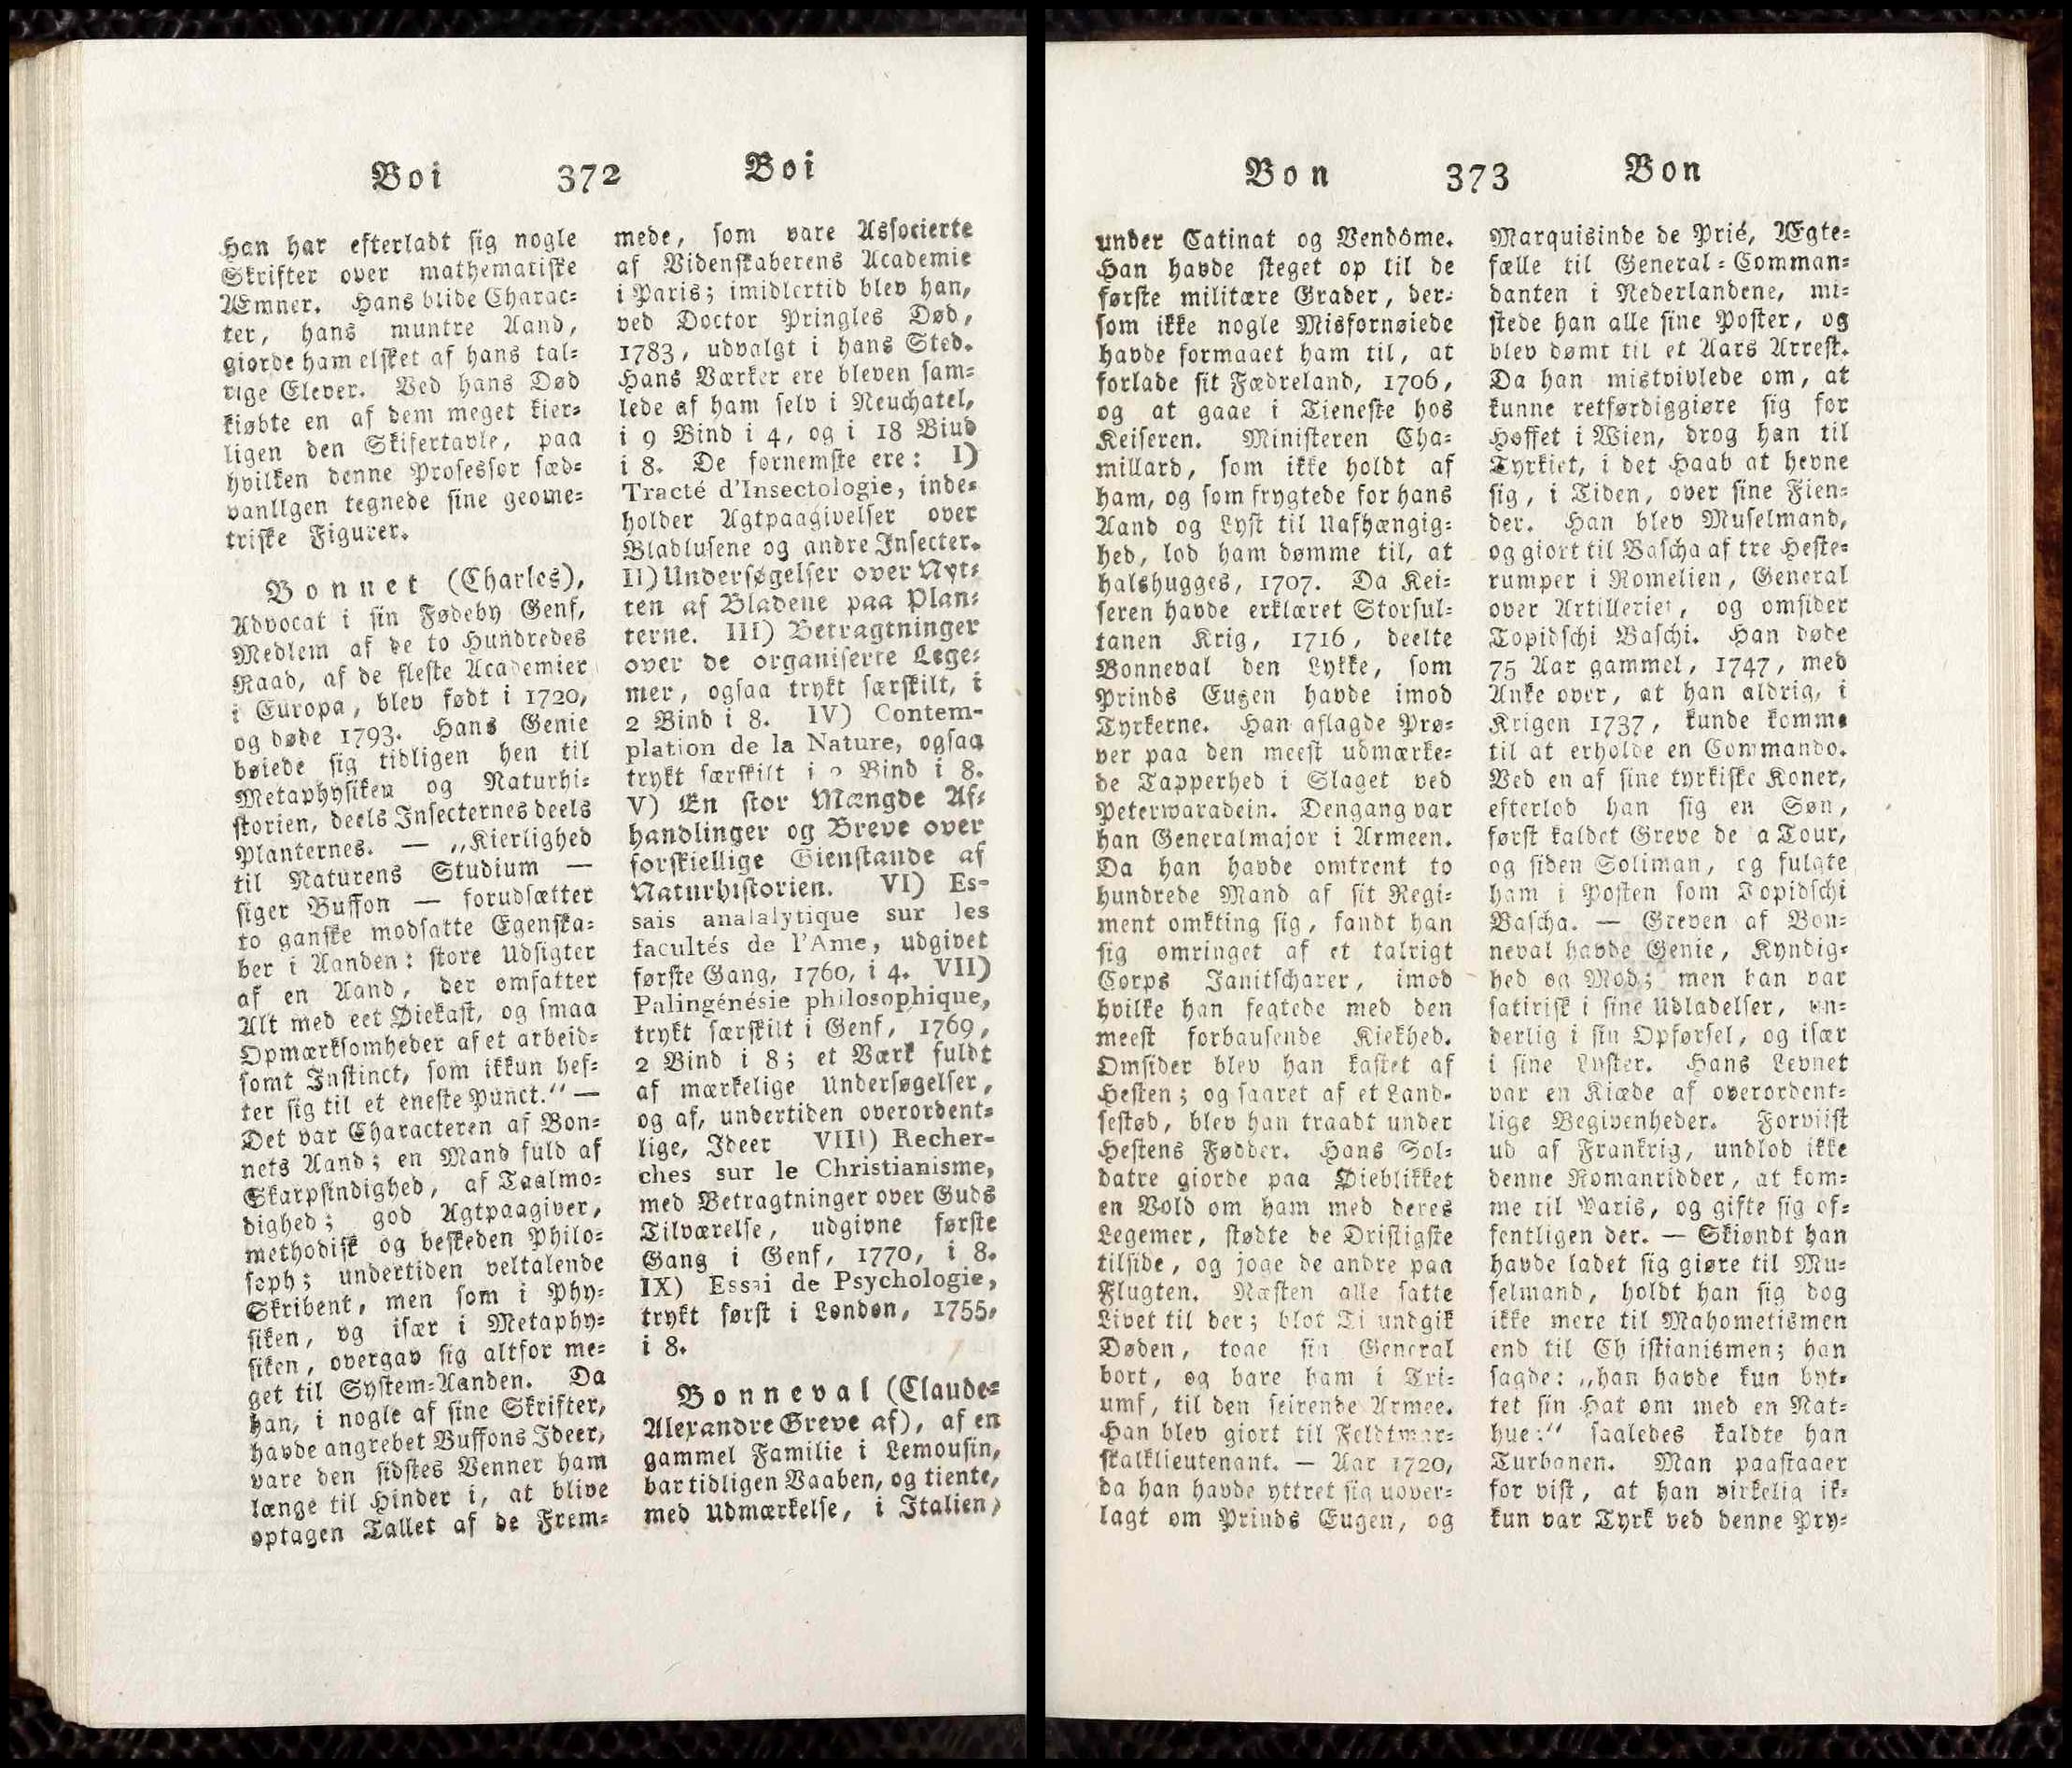 Boi 372 Boi
Han har efterladt sig nogle
Skrifter over mathematiske
Æmner. Hans blide Charac=
ter, hans muntre Aand,
giorde ham elsket af hans tal=
rige Elever. Ved hans Død
kiøbte en af dem meget kier=
ligen den Skifertavle, paa
hvilken denne Professor sæd=
vanllgen tegnede sine geome=
triske Figurer.
Bonnet (Charles),
Advocat i sin Fødeby Genf,
Medlem af de to Hundredes
Raad, af de fleste Academier
i Europa, blev født i 1720,
og døde 1793. Hans Genie
bøiede sig tidligen hen til
Metaphysiken og Naturhi=
storien, deels Insecternes deels
Planternes. — „Kierlighed
til Naturens Studium —
siger Buffon — forudsætter
to ganske modsatte Egenska=
ber i Aanden: store Udsigter
af en Aand, der omfatter
Alt med eet Øiekast, og smaa
Opmærksomheder af et arbeid=
somt Instinct, som ikkun hef=
ter sig til et eneste Punct.“ —
Det var Characteren af Bon=
nets Aand; en Mand fuld af
Skarpsindighed, af Taalmo=
dighed; god Agtpaagiver,
methodisk og beskeden Philo=
soph; undertiden veltalende
Skribent, men som i Phy=
siken, og især i Metaphy=
siken, overgav sig altfor me=
get til System=Aanden. Da
han, i nogle af sine Skrifter,
havde angrebet Buffons Ideer,
vare den sidstes Venner ham
længe til Hinder i, at blive
optagen Tallet af de Frem=
mede, som vare Associerte
af Videnskaberens Academie
i Paris; imidlertid blev han,
ved Doctor Pringles Død,
1783, udvalgt i hans Sted.
Hans Værker ere bleven sam=
lede af ham selv i Neuchatel,
i 9 Bind i 4, og i 18 Biud
i 8. De fornemste ere: I)
Tracté d'Insectologie, inde=
holder Agtpaagivelser over
Bladlusene og andre Insecter.
II) Undersøgelser over Nyt=
ten af Bladene paa Plan=
terne. III) Betragtninger
over de organiserte Lege=
mer, ogsaa trykt særskilt, i
2 Bind i 8. IV) Contem-
plation de la Nature, ogsaa
trykt særskilt i 2 Bind i 8.
V) En stor Mængde Af=
handlinger og Breve over
forskiellige Gienstande af
Naturhistorien. VI) Es-
sais analalytique sur les
facultés de l'Ame, udgivet
første Gang, 1760, i 4. VII)
Palingénésie philosophique,
trykt særskilt i Genf, 1769,
2 Bind i 8; et Værk fuldt
af mærkelige Undersøgelser,
og af, undertiden overordent=
lige, Ideer VIII) Recher-
ches sur le Christianisme,
med Betragtninger over Guds
Tilværelse, udgivne første
Gang i Genf, 1770, i 8.
IX) Essai de Psychologie,
trykt først i London, 1755,
i 8.
Bonneval (Claude=
Alexandre Greve af), af en
gammel Familie i Lemousin,
bar tidligen Vaaben, og tiente,
med Udmærkelse, i Italien,
Bon 373 Bon
under Catinat og Vendôme.
Han havde steget op til de
første militære Grader, der=
som ikke nogle Misfornøiede
havde formaaet ham til, at
forlade sit Fædreland, 1706,
og at gaae i Tieneste hos
Keiseren. Ministeren Cha=
millard, som ikke holdt af
ham, og som frygtede for hans
Aand og Lyst til Uafhængig=
hed, lod ham dømme til, at
halshugges, 1707. Da Kei=
seren havde erklæret Storsul=
tanen Krig, 1716, deelte
Bonneval den Lykke, som
Prinds Eugen havde imod
Tyrkerne. Han aflagde Prø=
ver paa den meest udmærke=
de Tapperhed i Slaget ved
Peterwaradein. Dengang var
han Generalmajor i Armeen.
Da han havde omtrent to
hundrede Mand af sit Regi=
ment omkting sig, fandt han
sig omringet af et talrigt
Corps Janitscharer, imod
hvilke han fegtede med den
meest forbausende Kiekhed.
Omsider blev han kastet af
Hesten; og saaret af et Land=
sestød, blev han traadt under
Hestens Fødder. Hans Sol=
datre giorde paa Øieblikket
en Vold om ham med deres
Legemer, stødte de Dristigste
tilside, og joge de andre paa
Flugten. Næsten alle satte
Livet til der; blot Ti undgik
Døden, toge sin General
bort, og bare ham i Tri=
umf, til den seirende Armee.
Han blev giort til Feldtmar=
skalklieutenant. — Aar 1720,
da han havde yttret sig uover=
lagt om Prinds Eugen, og
Marquisinde de Prié, Ægte=
fælle til General=Comman=
danten i Nederlandene, mi=
stede han alle sine Poster, og
blev dømt til et Aars Arrest.
Da han mistvivlede om, at
kunne retfærdiggiøre sig for
Hoffet i Wien, drog han til
Tyrkiet, i det Haab at hevne
sig, i Tiden, over sine Fien=
der. Han blev Muselmand,
og giort til Bascha af tre Heste=
rumper i Romelien, General
over Artilleriet, og omsider
Topidschi Baschi. Han døde
75 Aar gammel, 1747, med
Anke over, at han aldrig, i
Krigen 1737, kunde komme
til at erholde en Commando.
Ved en af sine tyrkiske Koner,
efterlod han sig en Søn,
først kaldet Greve de a Tour,
og siden Soliman, og fulgte
ham i Posten som Topidschi
Bascha. — Greven af Bon=
neval havde Genie, Kyndig=
hed og Mod; men han var
satirisk i sine Udladelser, un=
derlig i sin Opførsel, og især
i sine Lyster. Hans Levnet
var en Kiæde af overordent=
lige Begivenheder. Forviist
ud af Frankrig, undlod ikke
denne Romanridder, at kom=
me til Paris, og gifte sig of=
fentligen der. — Skiøndt han
havde ladet sig giøre til Mu=
selmand, holdt han sig dog
ikke mere til Mahometismen
end til Ch istianismen; han
sagde: „han havde kun byt=
tet sin Hat om med en Nat=
hue:“ saaledes kaldte han
Turbanen. Man paastaaer
for vist, at han virkelig ik=
kun var Tyrk ved denne Pry=